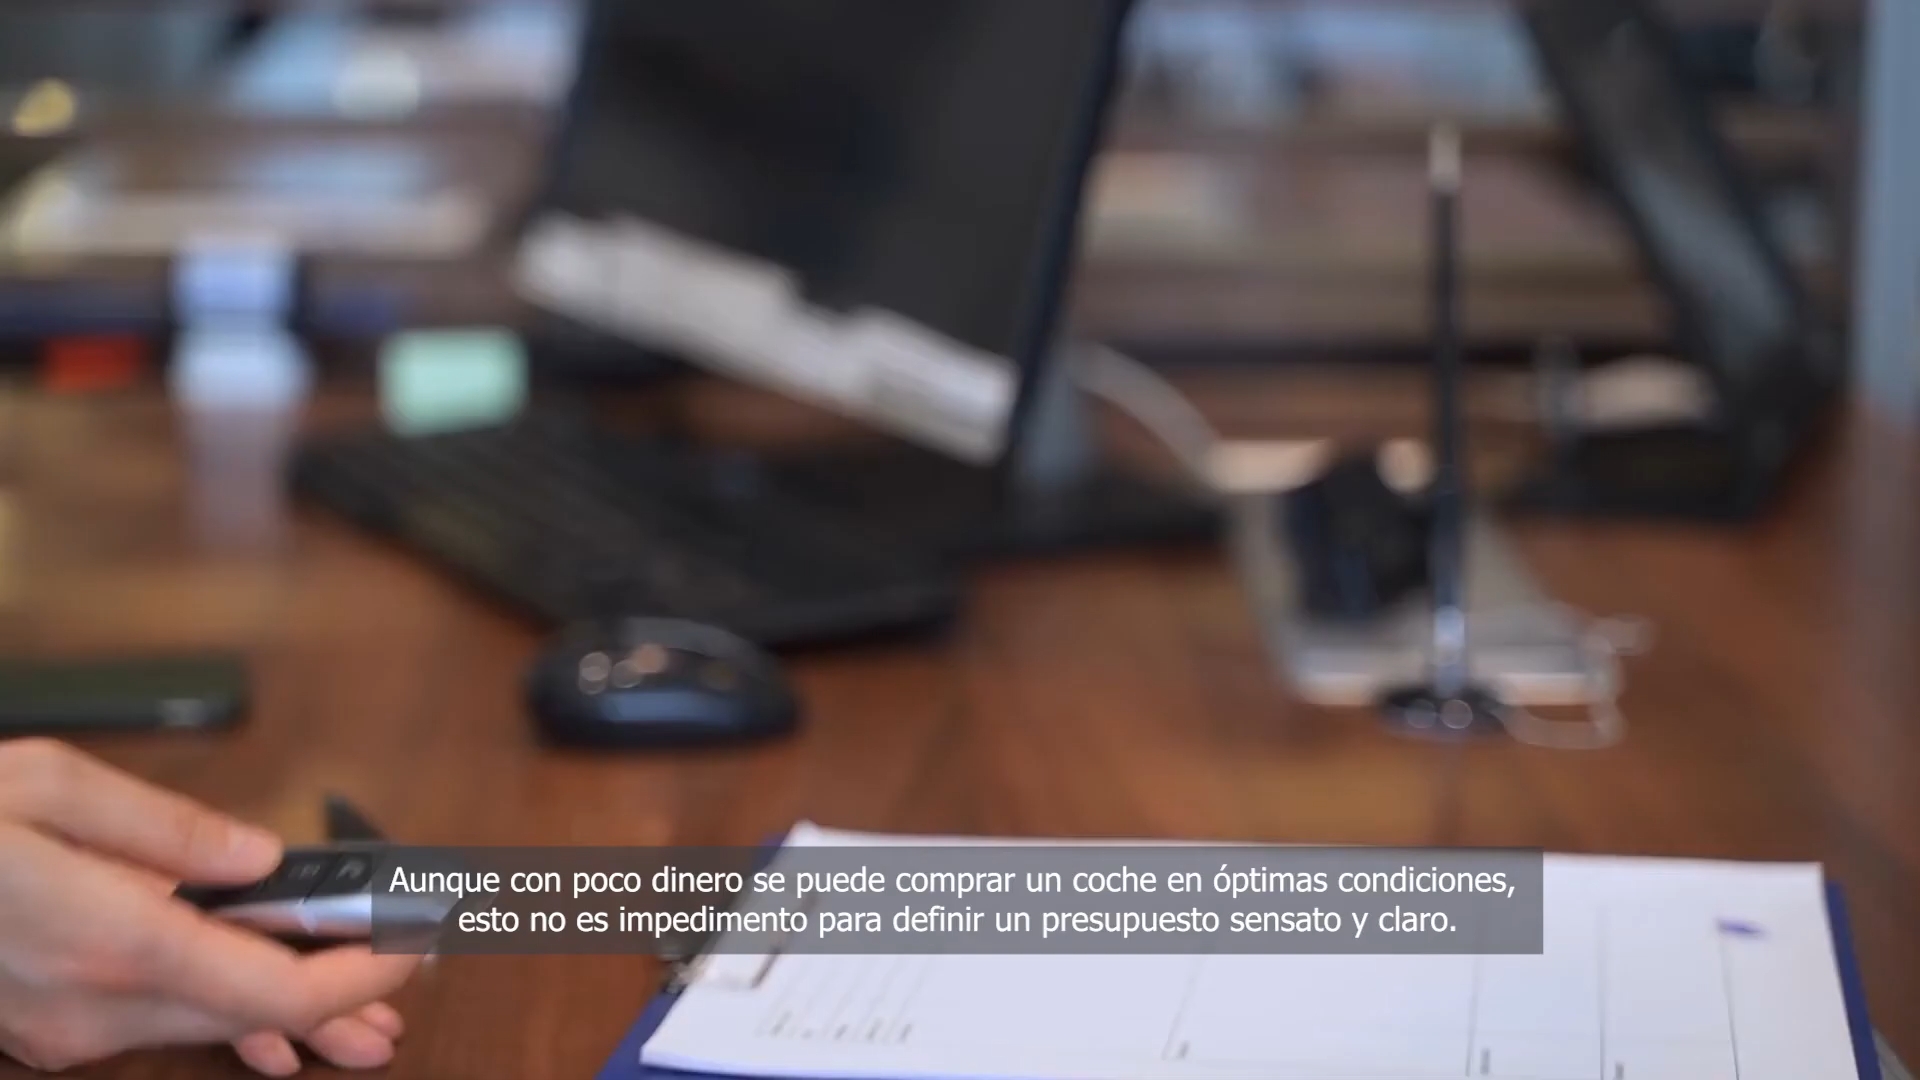 Aunque con poco dinero se puede comprar un coche en óptimas condiciones,
esto no es impedimento para definir un presupuesto sensato y claro.